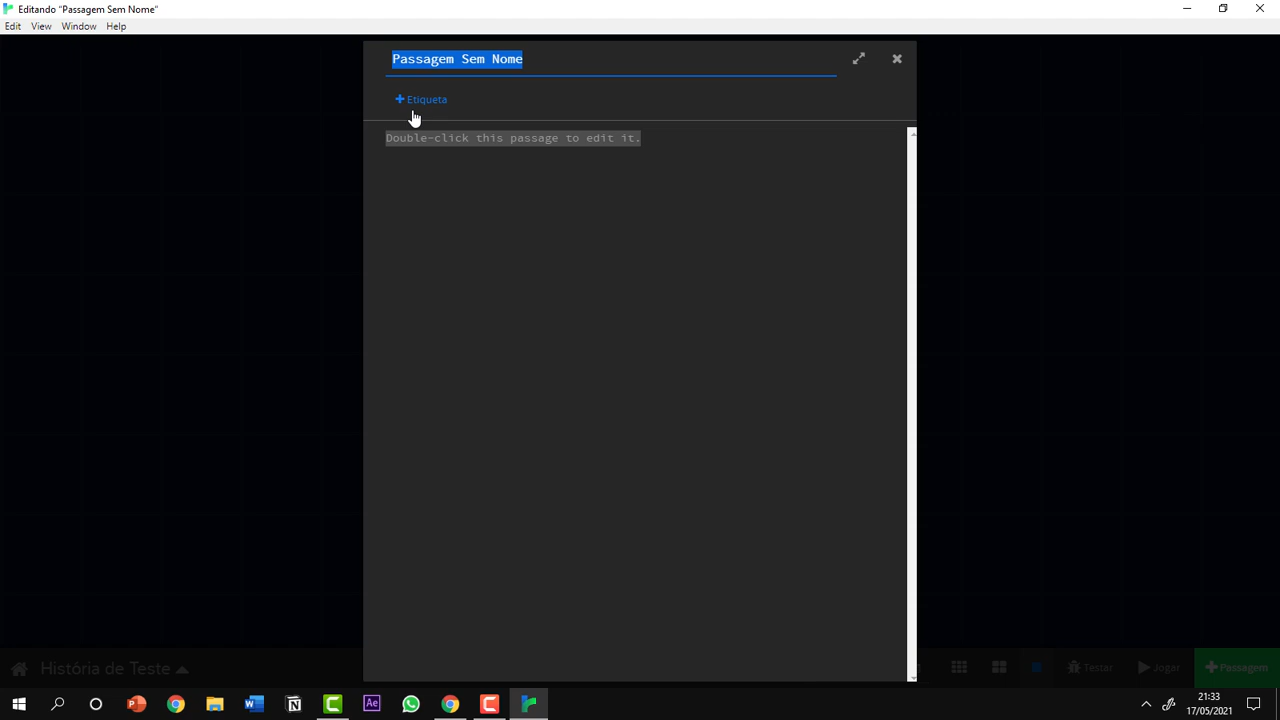 Editando "Passagem Sem Nome"
Edit View Window Help
Passagem Sem Nome
Etiqueta
Double-click this passage to edit it.
História de Teste
Testar
Jogar
Passagem
Ae
21:33
17/05/2021